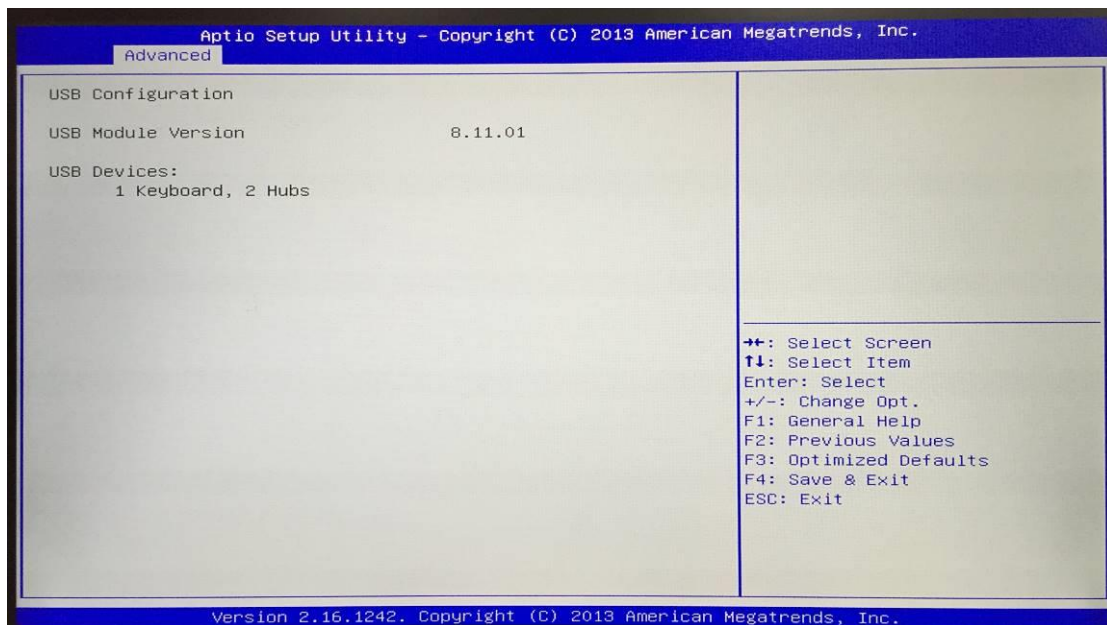 Aptio Setup Utility – Copyright (C) 2013 American Megatrends, Inc.
Advanced
USB Configuration
USB Module Version 8.11.01
USB Devices:
1 Keyboard, 2 Hubs
→←: Select Screen
↑↓: Select Item
Enter: Select
+/-: Change Opt.
F1: General Help
F2: Previous Values
F3: Optimized Defaults
F4: Save & Exit
ESC: Exit
Version 2.16.1242. Copyright (C) 2013 American Megatrends, Inc.